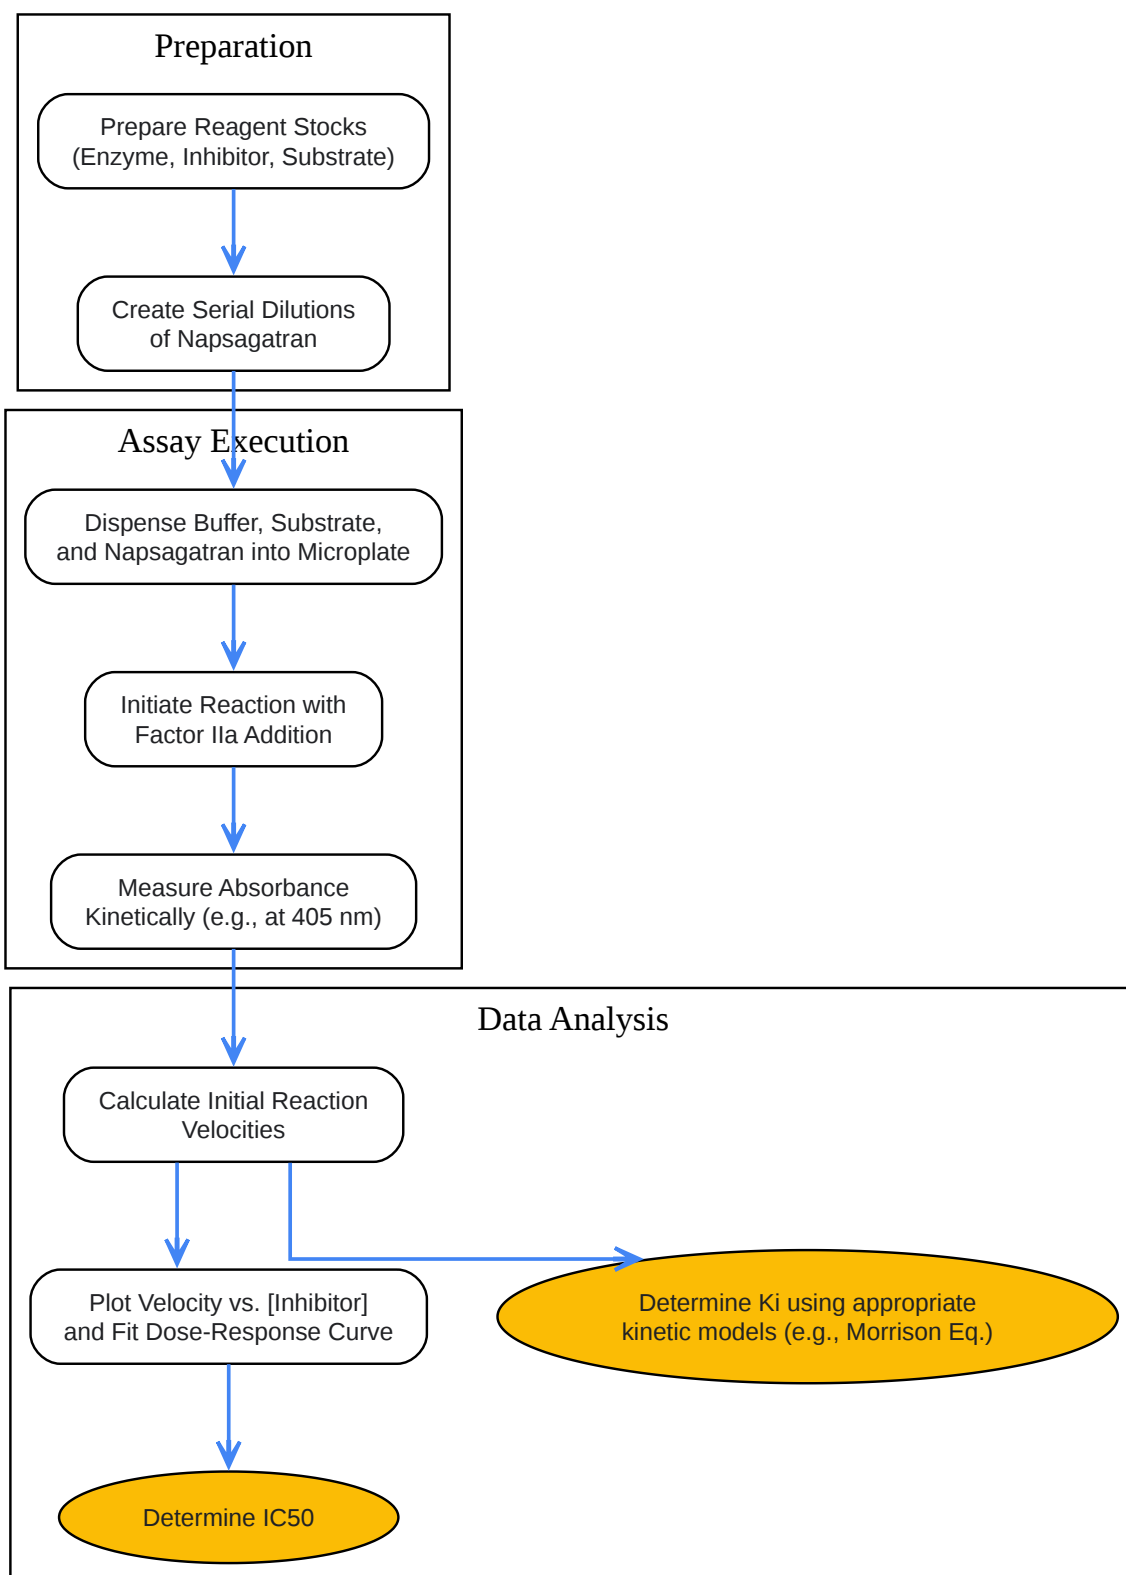 Preparation
Prepare Reagent Stocks
(Enzyme, Inhibitor, Substrate)
Create Serial Dilutions
of Napsagatran
Assay Execution
Dispense Buffer, Substrate,
and Napsagatran into Microplate
Initiate Reaction with
Factor IIa Addition
Measure Absorbance
Kinetically (e.g., at 405 nm)
Data Analysis
Calculate Initial Reaction
Velocities
Plot Velocity vs. [Inhibitor]
and Fit Dose-Response Curve
Determine Ki using appropriate
kinetic models (e.g., Morrison Eq.)
Determine IC50